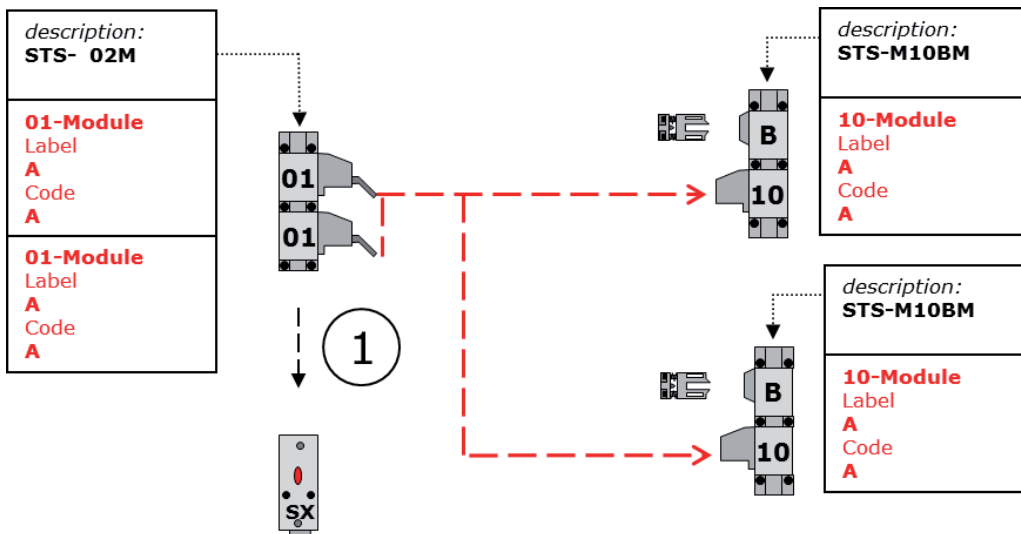 description:
STS- 02M
01-Module
Label
A
Code
A
01-Module
Label
A
Code
A
01
01
1
SX
description:
STS-M10BM
10-Module
Label
A
Code
A
B
10
description:
STS-M10BM
10-Module
Label
A
Code
A
B
10